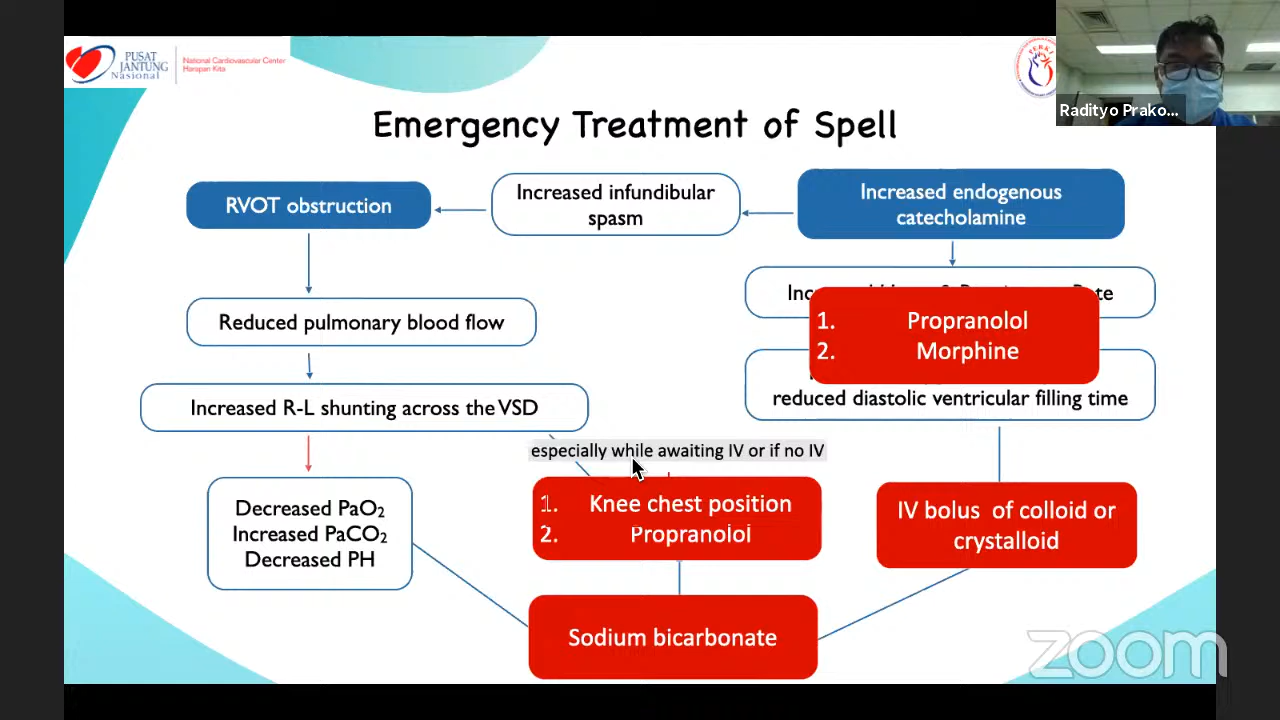 PUSAT
JANTUNG
Nasional
National Cardiovascular Center
Harapan Kita
PERKI
Radityo Prako...
Emergency Treatment of Spell
RVOT obstruction
Increased infundibular
spasm
Increased endogenous
catecholamine
Reduced pulmonary blood flow
1. Propranolol
2. Morphine
Increased R-L shunting across the VSD
reduced diastolic ventricular filling time
especially while awaiting IV or if no IV
Decreased PaO₂
Increased PaCO₂
Decreased PH
1. Knee chest position
2. Propranolol
IV bolus of colloid or
crystalloid
Sodium bicarbonate
zoom